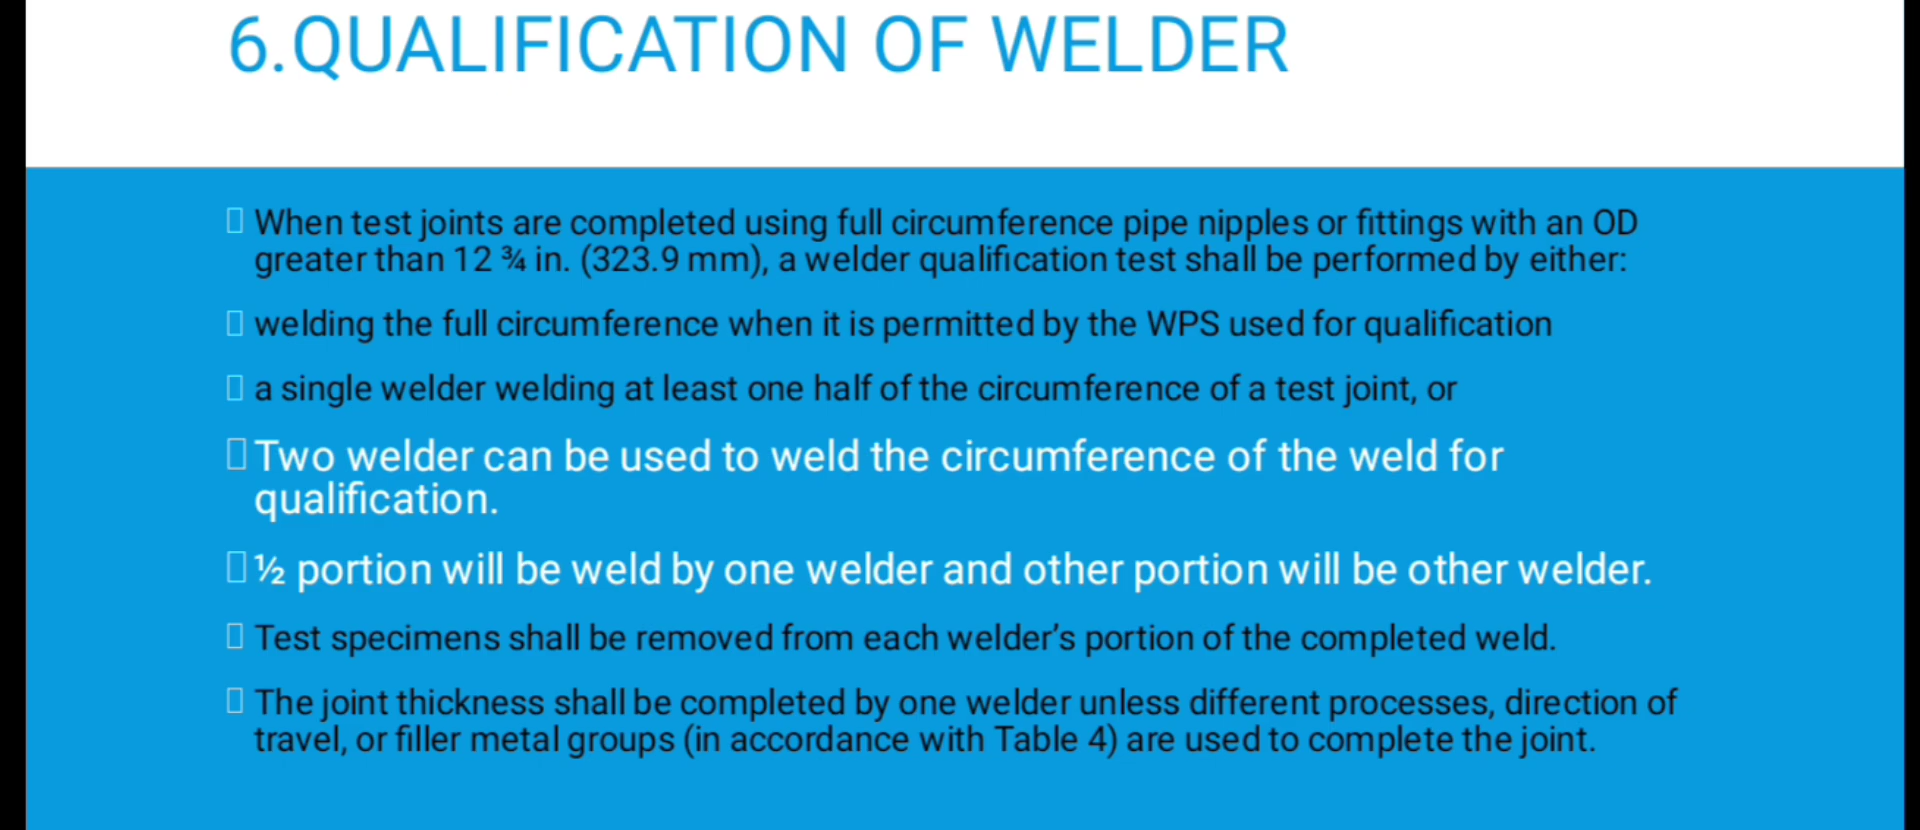 6.QUALIFICATION OF WELDER
When test joints are completed using full circumference pipe nipples or fittings with an OD
greater than 12 ¾ in. (323.9 mm), a welder qualification test shall be performed by either:
welding the full circumference when it is permitted by the WPS used for qualification
a single welder welding at least one half of the circumference of a test joint, or
Two welder can be used to weld the circumference of the weld for
qualification.
½ portion will be weld by one welder and other portion will be other welder.
Test specimens shall be removed from each welder’s portion of the completed weld.
The joint thickness shall be completed by one welder unless different processes, direction of
travel, or filler metal groups (in accordance with Table 4) are used to complete the joint.